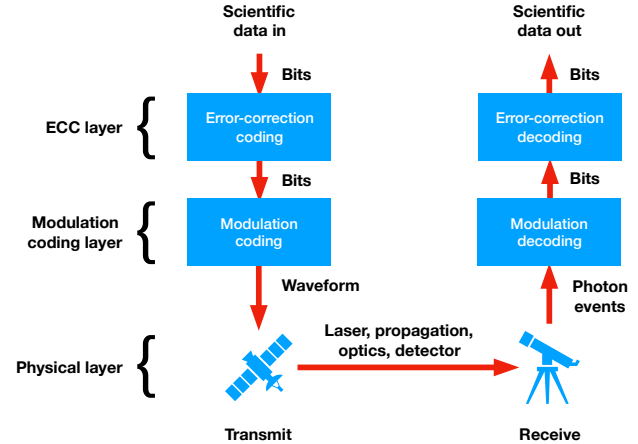 Scientific
data in
Scientific
data out
Bits
Bits
ECC layer
Error-correction
coding
Error-correction
decoding
Bits
Bits
Modulation
coding layer
Modulation
coding
Modulation
decoding
Waveform
Photon
events
Laser, propagation,
optics, detector
Physical layer
Transmit
Receive